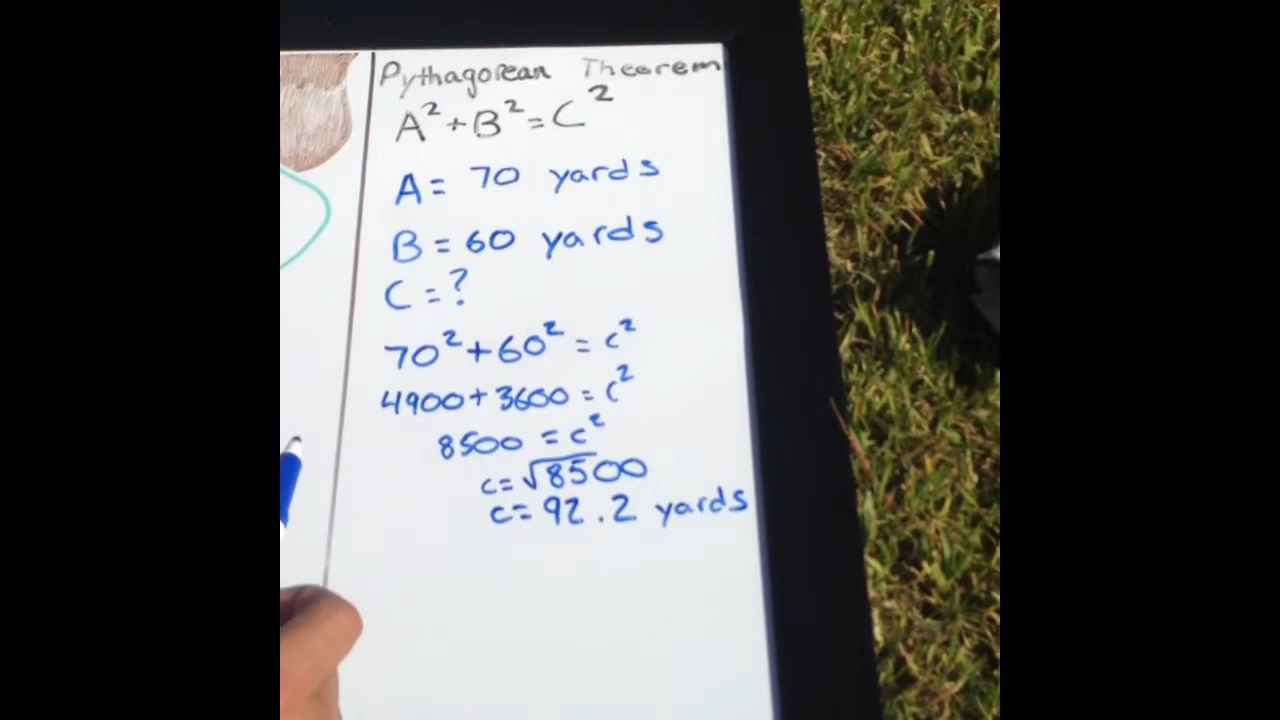 Pythagorean Theorem
A² + B² = C²
A = 70 yards
B = 60 yards
C = ?
70² + 60² = c²
4900 + 3600 = c²
8500 = c²
c = √8500
c = 92.2 yards